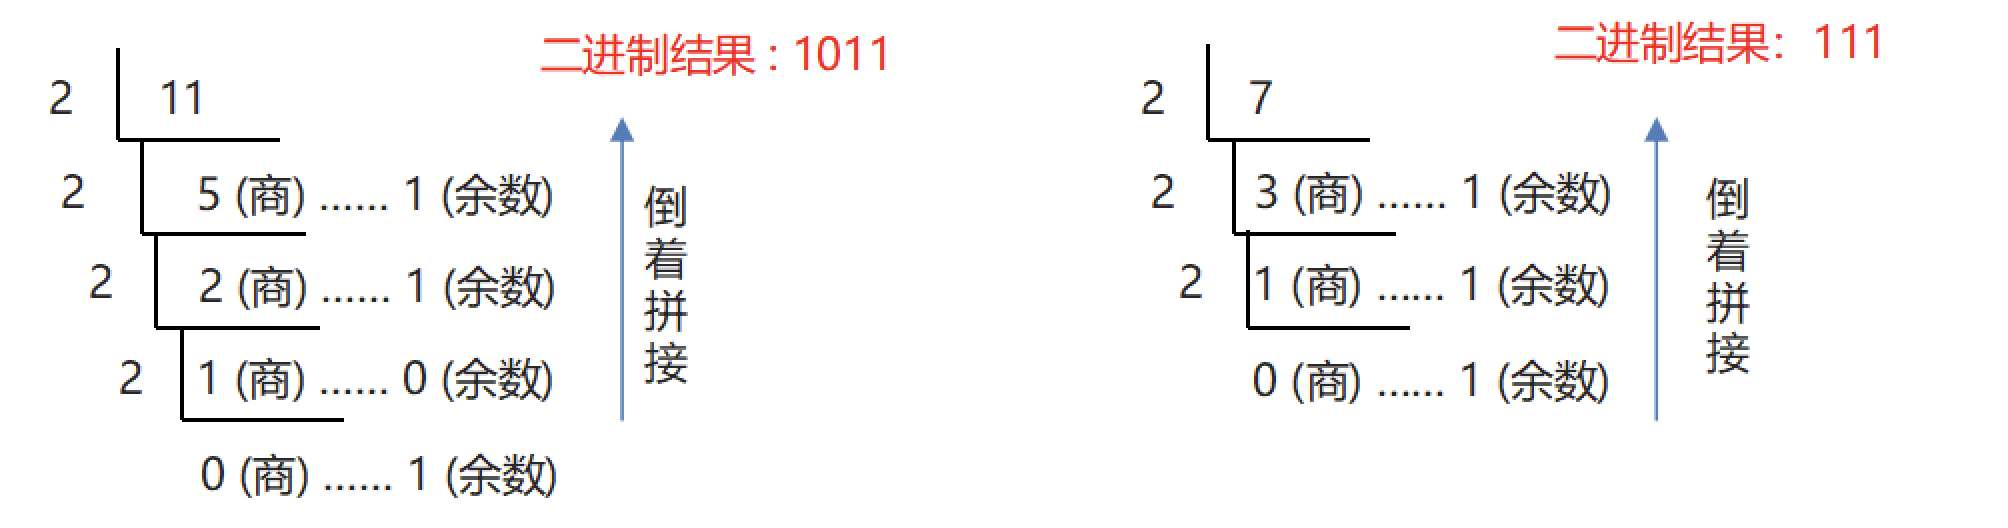 二进制结果 : 1011
2 11
2 5 (商) ...... 1 (余数)
2 2 (商) ...... 1 (余数)
2 1 (商) ...... 0 (余数)
0 (商) ...... 1 (余数)
倒着拼接
二进制结果：111
2 7
2 3 (商) ...... 1 (余数)
2 1 (商) ...... 1 (余数)
0 (商) ...... 1 (余数)
倒着拼接